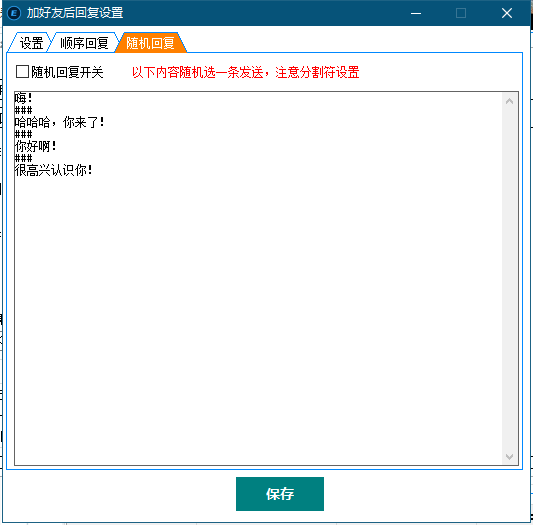 加好友后回复设置
设置 顺序回复 随机回复
随机回复开关 以下内容随机选一条发送，注意分割符设置
嗨！
###
哈哈哈，你来了！
###
你好啊！
###
很高兴认识你！
保存